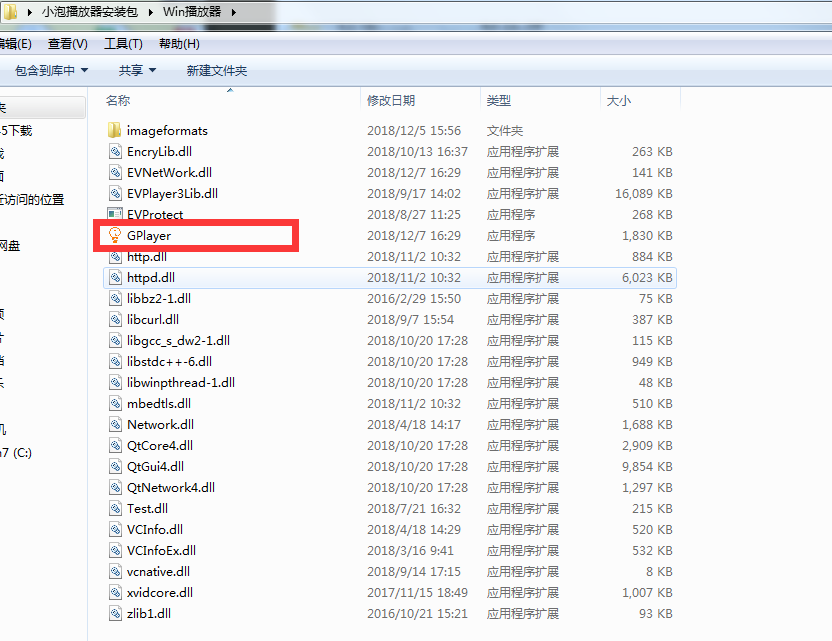 小泡播放器安装包 Win播放器
编辑(E) 查看(V) 工具(T) 帮助(H)
包含到库中 共享 新建文件夹
名称 修改日期 类型 大小
夹
5下载
近访问的位置
网盘
7 (C:)
imageformats 2018/12/5 15:56 文件夹
EncryLib.dll 2018/10/13 16:37 应用程序扩展 263 KB
EVNetWork.dll 2018/12/7 16:29 应用程序扩展 141 KB
EVPlayer3Lib.dll 2018/9/17 14:02 应用程序扩展 16,089 KB
EVProtect 2018/8/27 11:25 应用程序 268 KB
GPlayer 2018/12/7 16:29 应用程序 1,830 KB
http.dll 2018/11/2 10:32 应用程序扩展 884 KB
httpd.dll 2018/11/2 10:32 应用程序扩展 6,023 KB
libbz2-1.dll 2016/2/29 15:50 应用程序扩展 75 KB
libcurl.dll 2018/9/7 15:54 应用程序扩展 387 KB
libgcc_s_dw2-1.dll 2018/10/20 17:28 应用程序扩展 115 KB
libstdc++-6.dll 2018/10/20 17:28 应用程序扩展 949 KB
libwinpthread-1.dll 2018/10/20 17:28 应用程序扩展 48 KB
mbedtls.dll 2018/11/2 10:32 应用程序扩展 510 KB
Network.dll 2018/4/18 14:17 应用程序扩展 1,688 KB
QtCore4.dll 2018/10/20 17:28 应用程序扩展 2,909 KB
QtGui4.dll 2018/10/20 17:28 应用程序扩展 9,854 KB
QtNetwork4.dll 2018/10/20 17:28 应用程序扩展 1,297 KB
Test.dll 2018/7/21 16:32 应用程序扩展 215 KB
VCInfo.dll 2018/4/18 14:29 应用程序扩展 520 KB
VCInfoEx.dll 2018/3/16 9:41 应用程序扩展 532 KB
vcnative.dll 2018/9/14 17:15 应用程序扩展 8 KB
xvidcore.dll 2017/11/15 18:49 应用程序扩展 1,007 KB
zlib1.dll 2016/10/21 15:21 应用程序扩展 93 KB